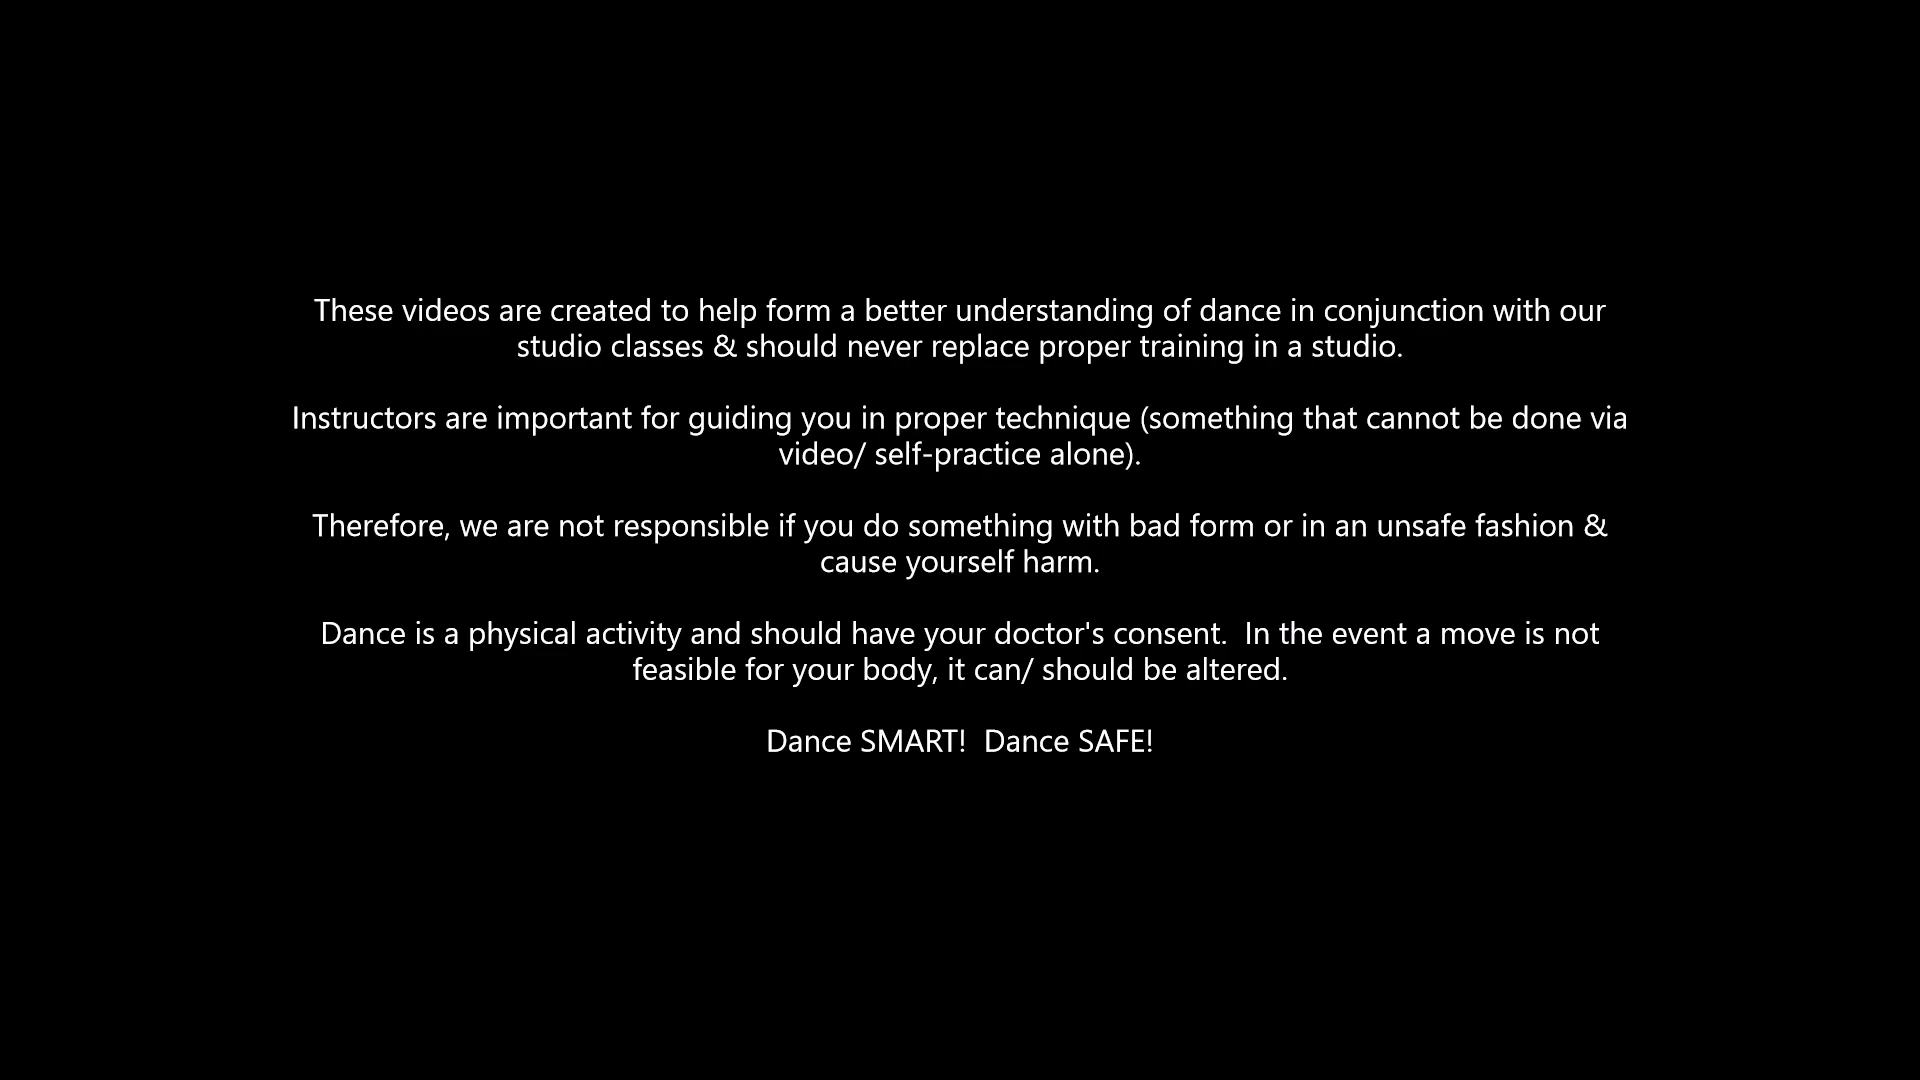 These videos are created to help form a better understanding of dance in conjunction with our
studio classes & should never replace proper training in a studio.
Instructors are important for guiding you in proper technique (something that cannot be done via
video/ self-practice alone).
Therefore, we are not responsible if you do something with bad form or in an unsafe fashion &
cause yourself harm.
Dance is a physical activity and should have your doctor's consent.  In the event a move is not
feasible for your body, it can/ should be altered.
Dance SMART!  Dance SAFE!